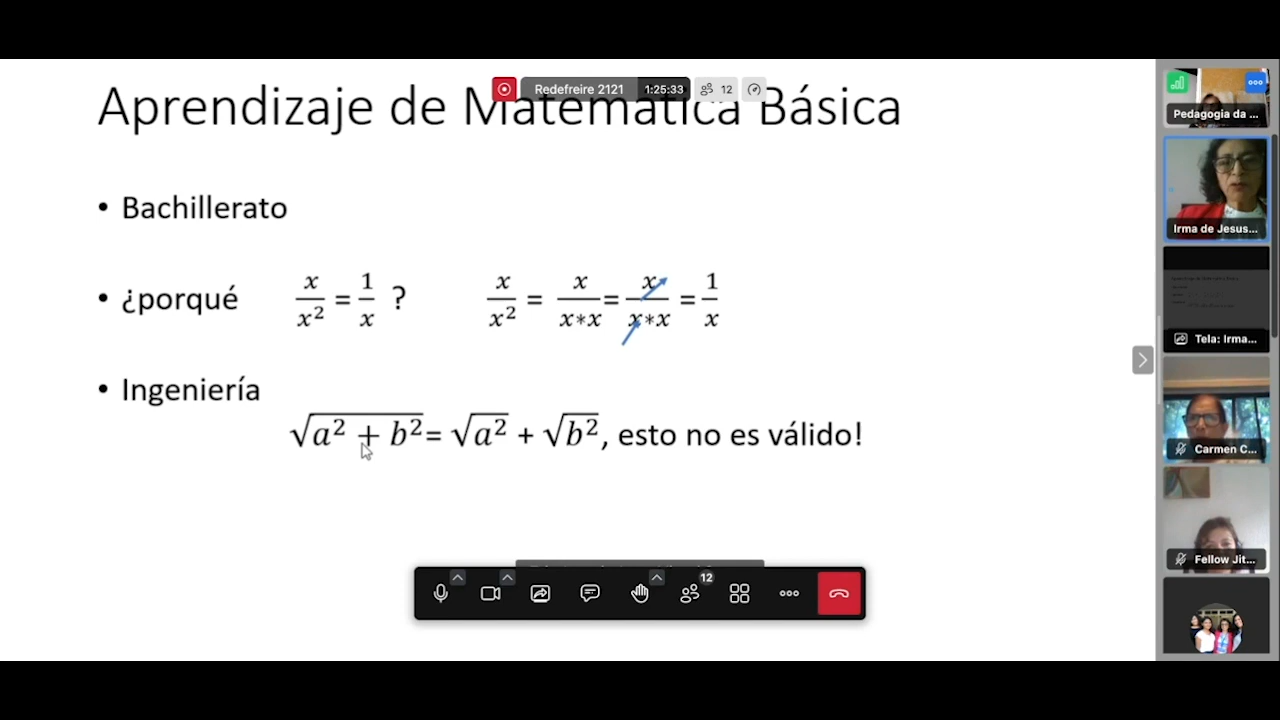 Redefreire 2121 1:25:33 12
Aprendizaje de Matemática Básica
• Bachillerato
• ¿porqué x/x² = 1/x ? x/x² = x/x*x = x/x*x = 1/x
• Ingeniería
√a² + b² = √a² + √b², esto no es válido!
12
Pedagogia da ...
Irma de Jesus...
Tela: Irma...
Carmen C...
Fellow Jit...